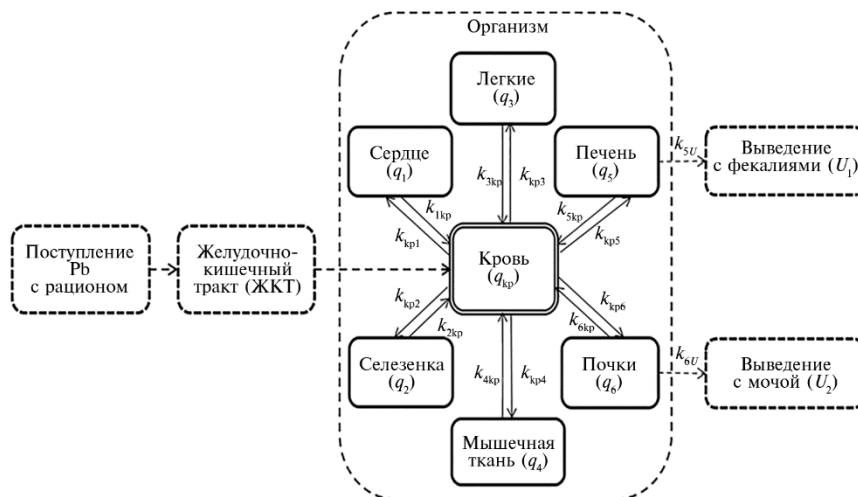 Организм
Легкие
(q₃)
Сердце
(q₁)
k₃кр
kкр₃
Печень
(q₅)
k₅U
Выведение
с фекалиями (U₁)
k₁кр
kкр₁
k₅кр
kкр₅
Поступление
Pb
с рационом
Желудочно-
кишечный
тракт (ЖКТ)
Кровь
(qкр)
kкр₂
k₂кр
kкр₆
k₆кр
Селезенка
(q₂)
k₄кр
kкр₄
Почки
(q₆)
k₆U
Выведение
с мочой (U₂)
Мышечная
ткань (q₄)